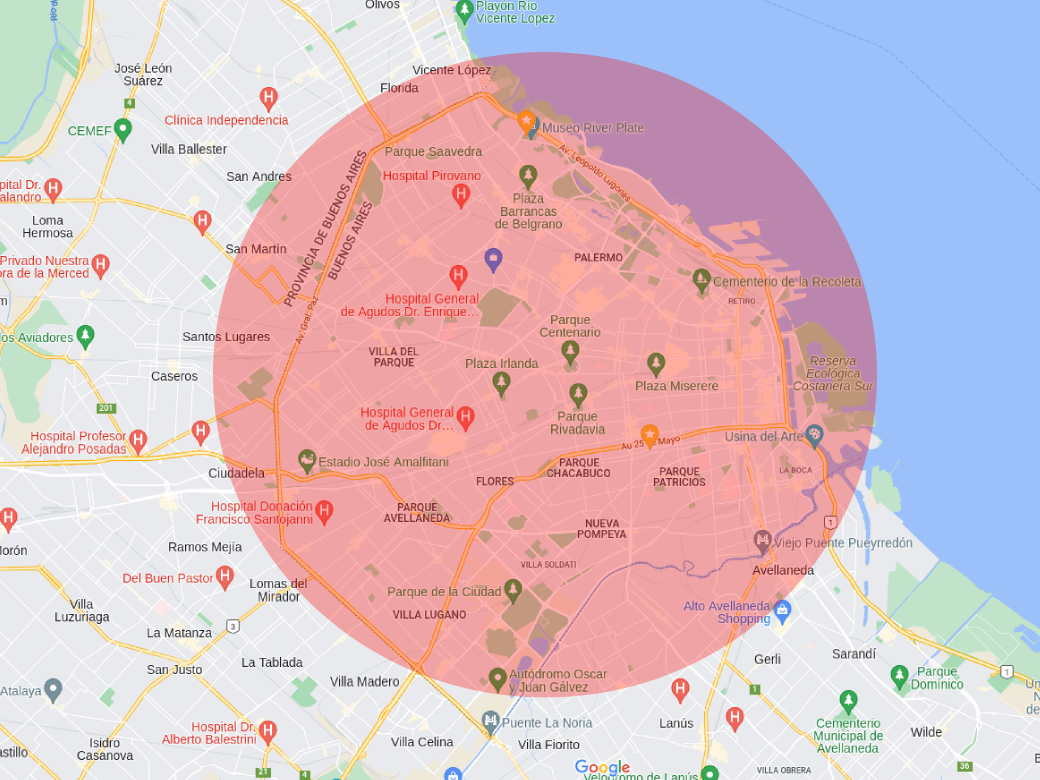 Olivos
Playón Río
Vicente Lopez
José León
Suárez
Vicente López
Florida
4
Clínica Independencia
CEMEF
Museo River Plate
Villa Ballester
Parque Saavedra
Av. Leopoldo Lugones
San Andres
Hospital Pirovano
pital Dr.
alandro
PROVINCIA DE BUENOS AIRES
BUENOS AIRES
Plaza
Barrancas
de Belgrano
Loma
Hermosa
San Martin
PALERMO
Privado Nuestra
ora de la Merced
Cementerio de la Recoleta
Hospital General
de Agudos Dr. Enrique...
RETIRO
Av. Gral. Paz
Parque
Centenario
os Aviadores
Santos Lugares
VILLA DEL
PARQUE
Plaza Irlanda
Reserva
Ecológica
Costanera Sur
Caseros
Plaza Miserere
201
Hospital General
de Agudos Dr...
Parque
Rivadavia
Hospital Profesor
Alejandro Posadas
Au 25 de Mayo
Usina del Arte
Ciudadela
Estadio José Amalfitani
PARQUE
CHACABUCO
LA BOCA
FLORES
PARQUE
PATRICIOS
Hospital Donación
Francisco Santojanni
PARQUE
AVELLANEDA
NUEVA
POMPEYA
1
Morón
Ramos Mejía
Viejo Puente Pueyrredón
VILLA SOLDATI
Avellaneda
Del Buen Pastor
Lomas del
Mirador
Parque de la Ciudad
Villa
Luzuriaga
VILLA LUGANO
Alto Avellaneda
Shopping
3
La Matanza
Gerli
Sarandí
La Tablada
San Justo
Parque
Domínico
1
Autódromo Oscar
y Juan Gálvez
Villa Madero
Atalaya
1
Puente La Noria
Lanús
Cementerio
Municipal de
Avellaneda
Hospital Dr.
Alberto Balestrini
Wilde
Isidro
Casanova
Villa Celina
Villa Fiorito
astillo
21
4
Google
Velódromo de Lanús
VILLA OBRERA
36